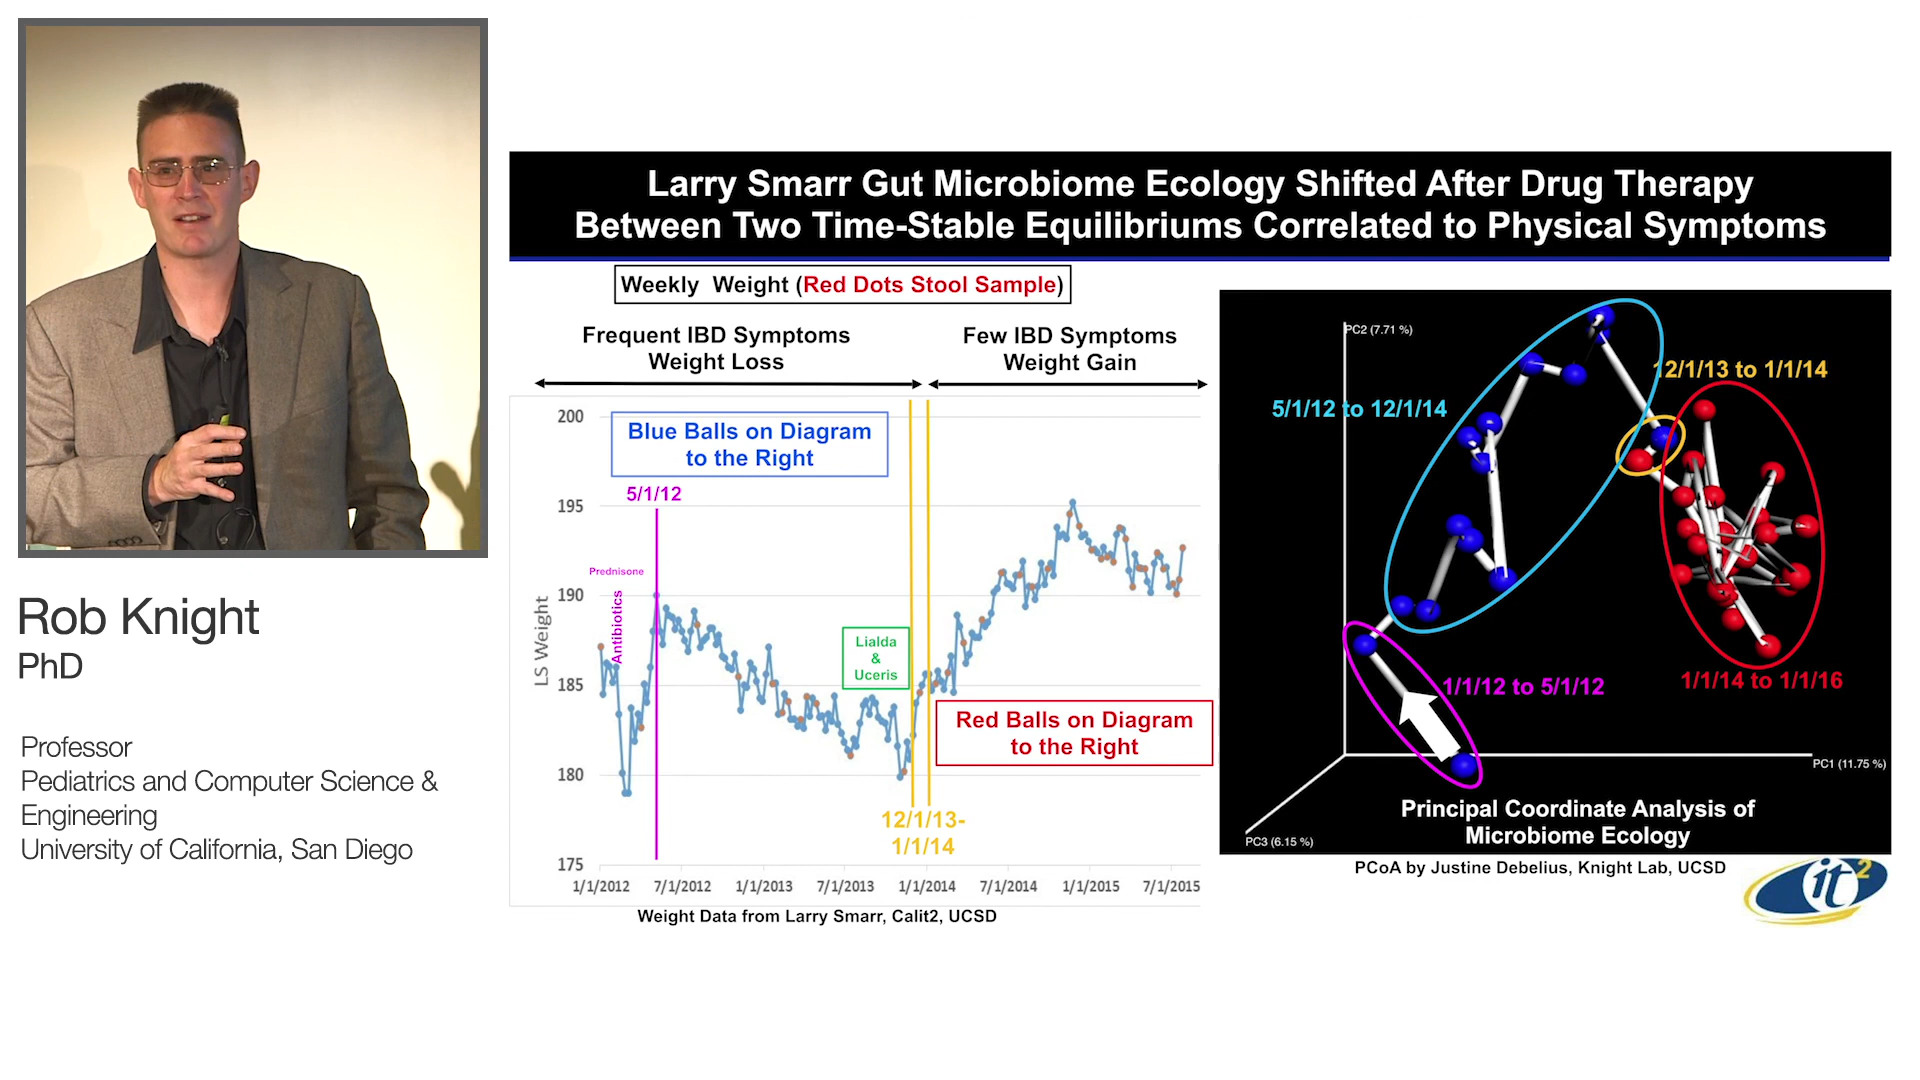 Larry Smarr Gut Microbiome Ecology Shifted After Drug Therapy
Between Two Time-Stable Equilibriums Correlated to Physical Symptoms
Weekly Weight (Red Dots Stool Sample)
Frequent IBD Symptoms
Weight Loss
Few IBD Symptoms
Weight Gain
200
195
190
185
180
175
LS Weight
Blue Balls on Diagram
to the Right
5/1/12
Prednisone
Antibiotics
Lialda
&
Uceris
Red Balls on Diagram
to the Right
12/1/13-
1/1/14
1/1/2012
7/1/2012
1/1/2013
7/1/2013
1/1/2014
7/1/2014
1/1/2015
7/1/2015
Weight Data from Larry Smarr, Calit2, UCSD
PC2 (7.71 %)
12/1/13 to 1/1/14
5/1/12 to 12/1/14
1/1/12 to 5/1/12
1/1/14 to 1/1/16
PC1 (11.75 %)
PC3 (6.15 %)
Principal Coordinate Analysis of
Microbiome Ecology
PCoA by Justine Debelius, Knight Lab, UCSD
it2
Rob Knight
PhD
Professor
Pediatrics and Computer Science &
Engineering
University of California, San Diego